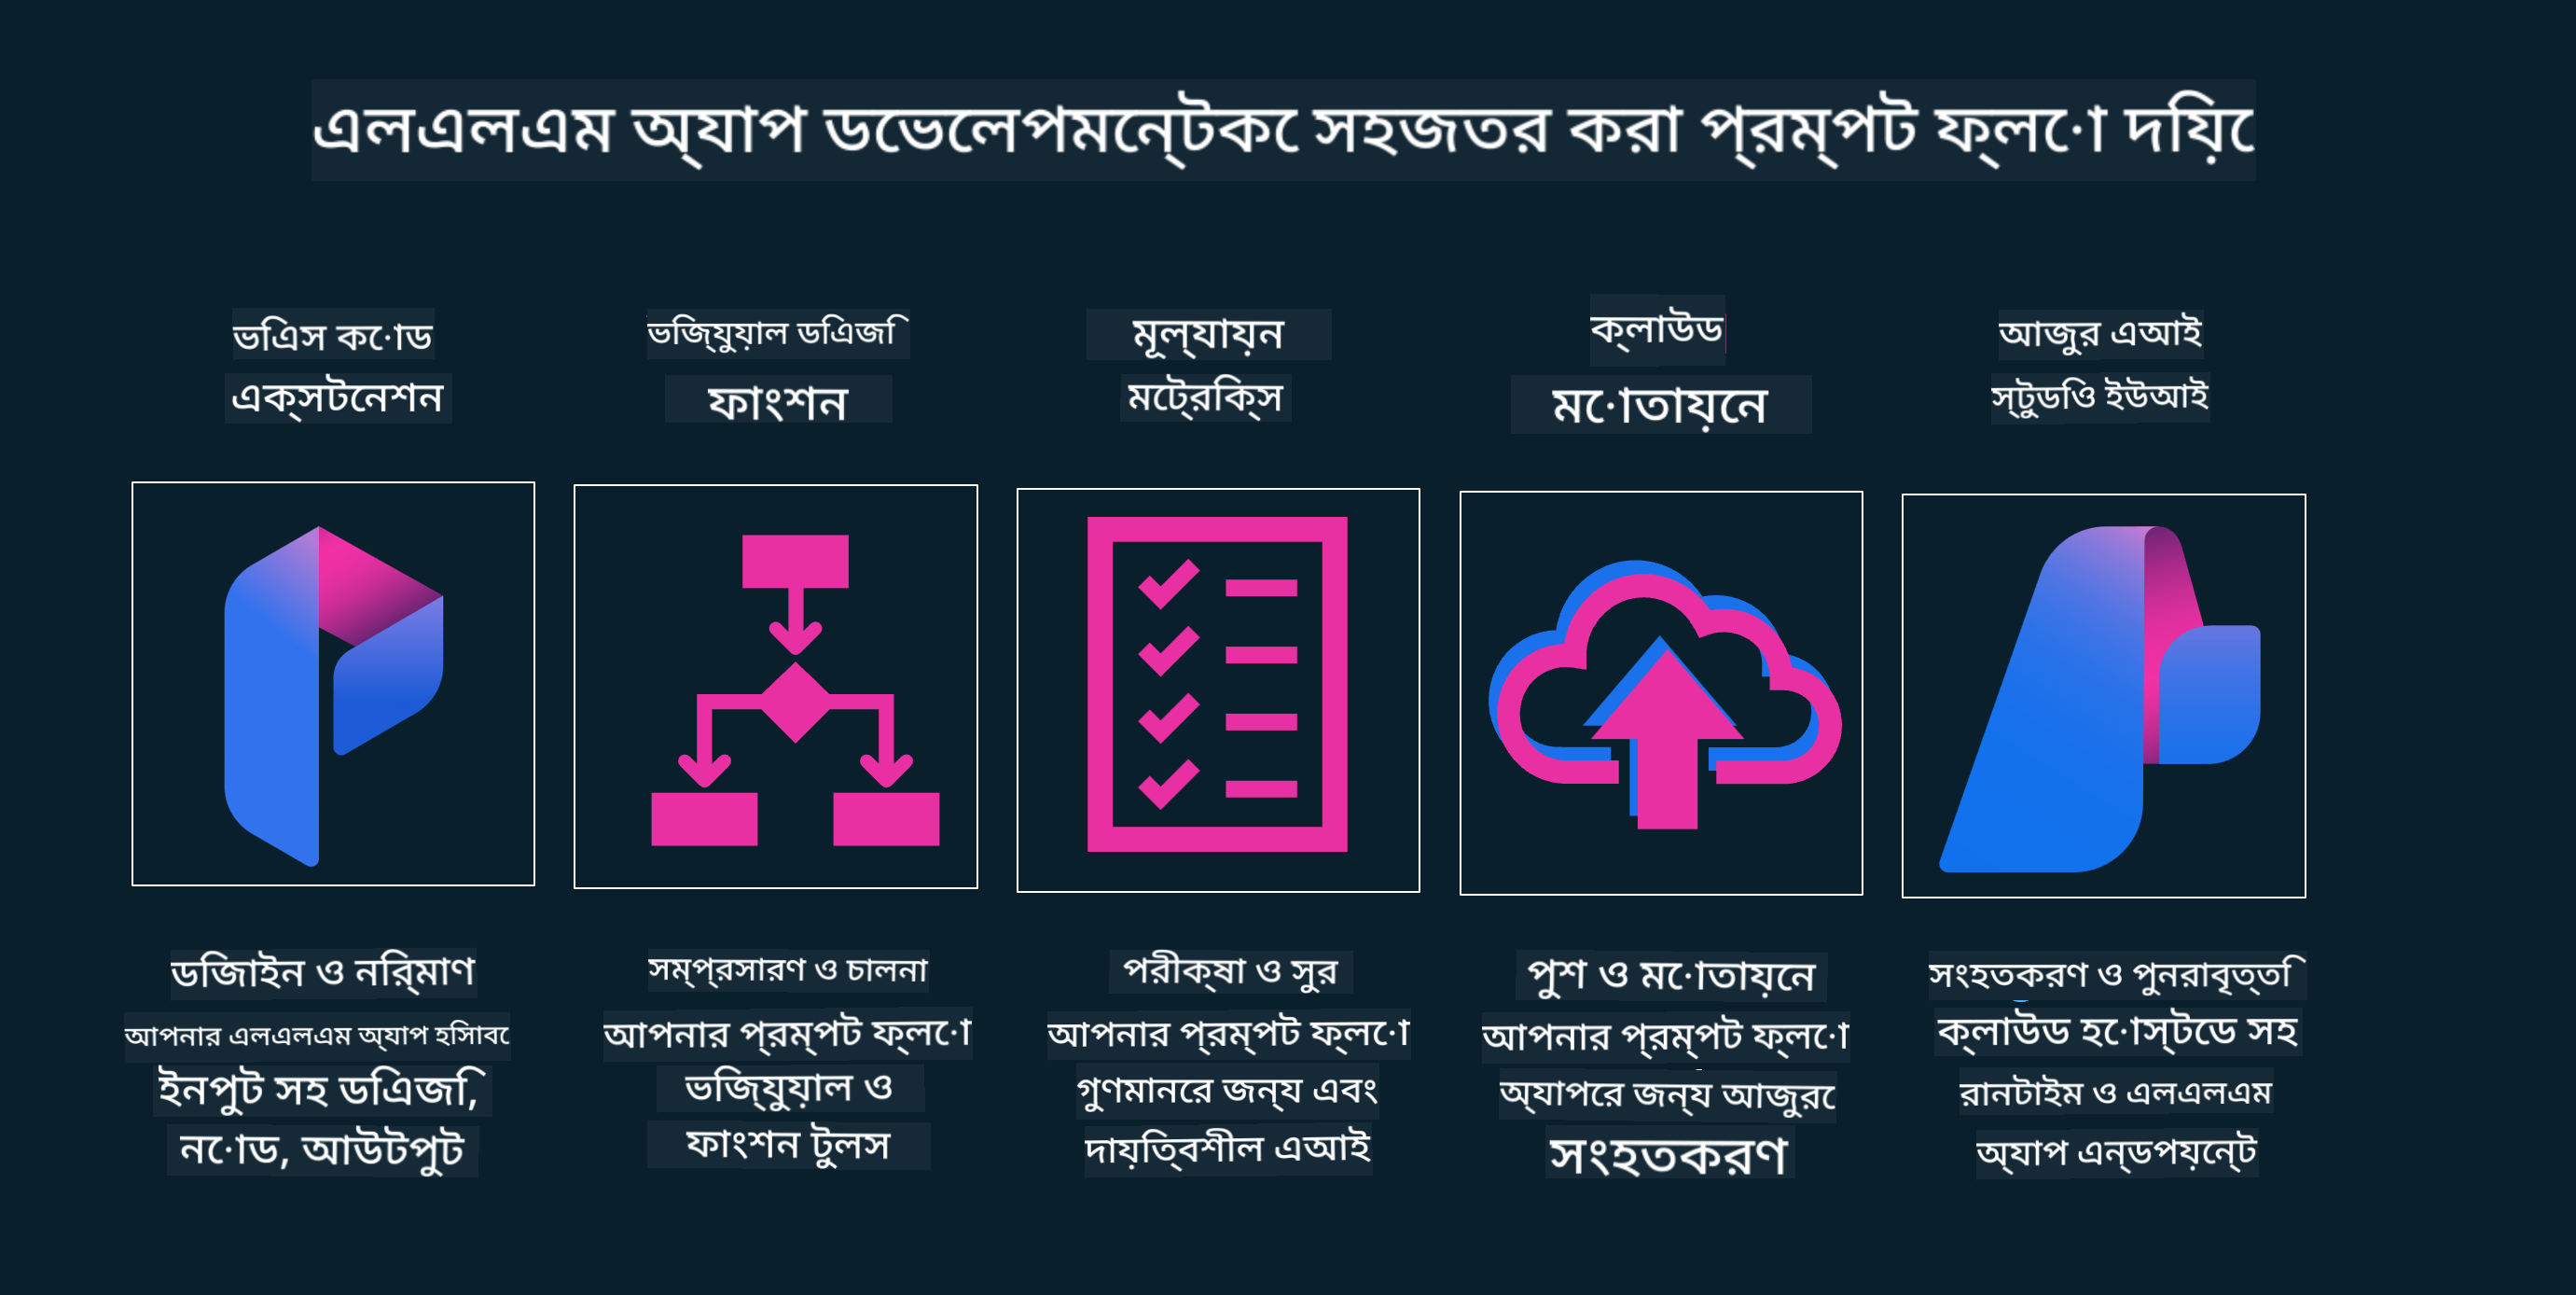 এলএলএম অ্যাপ ডেভেলপমেন্টকে সহজতর করা প্রম্পট ফ্লো দিয়ে
ভিএস কোড
এক্সটেনশন
ভিজ্যুয়াল ডিএজি
ফাংশন
মূল্যায়ন
মেট্রিক্স
ক্লাউড
মোতায়েন
আজুর এআই
স্টুডিও ইউআই
ডিজাইন ও নির্মাণ
আপনার এলএলএম অ্যাপ হিসাবে
ইনপুট সহ ডিএজি,
নোড, আউটপুট
সম্প্রসারণ ও চালনা
আপনার প্রম্পট ফ্লো
ভিজ্যুয়াল ও
ফাংশন টুলস
পরীক্ষা ও সুর
আপনার প্রম্পট ফ্লো
গুণমানের জন্য এবং
দায়িত্বশীল এআই
পুশ ও মোতায়েন
আপনার প্রম্পট ফ্লো
অ্যাপের জন্য আজুরে
সংহতকরণ
সংহতকরণ ও পুনরাবৃত্তি
ক্লাউড হোস্টেড সহ
রানটাইম ও এলএলএম
অ্যাপ এন্ডপয়েন্ট